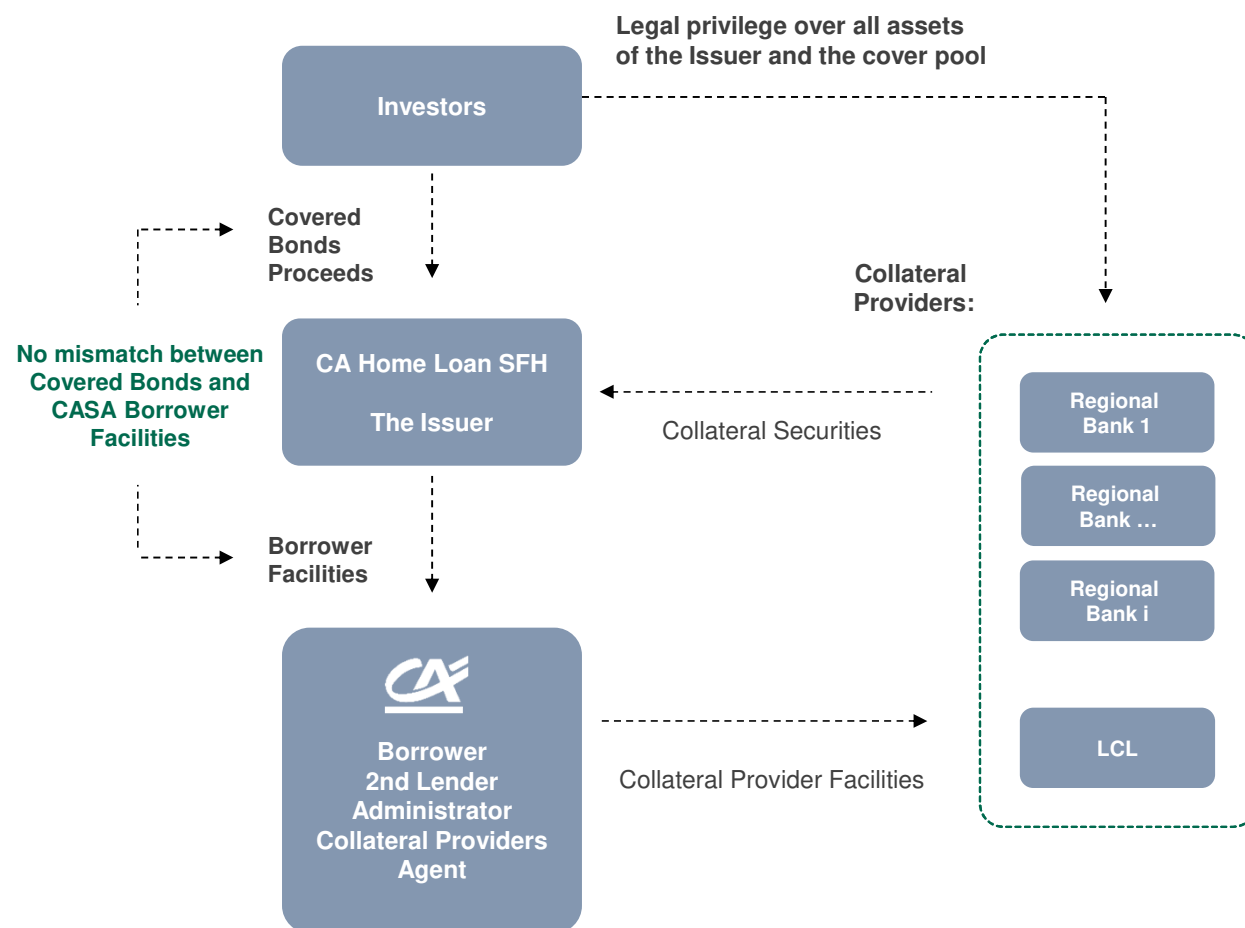 Legal privilege over all assets
of the Issuer and the cover pool
Investors
Covered
Bonds
Proceeds
Collateral
Providers:
No mismatch between
Covered Bonds and
CASA Borrower
Facilities
CA Home Loan SFH
The Issuer
Collateral Securities
Regional
Bank 1
Regional
Bank …
Regional
Bank i
Borrower
Facilities
CA
Borrower
2nd Lender
Administrator
Collateral Providers
Agent
Collateral Provider Facilities
LCL